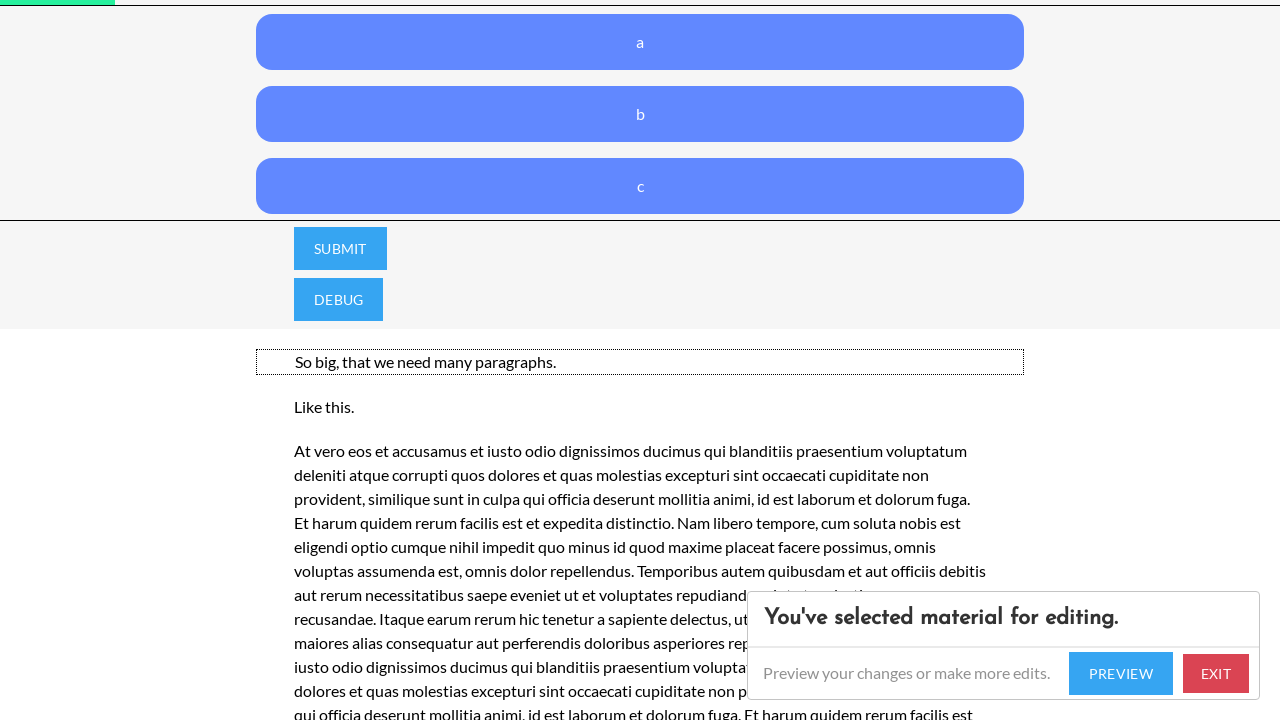 a
b
c
SUBMIT
DEBUG
So big, that we need many paragraphs.
Like this.
At vero eos et accusamus et iusto odio dignissimos ducimus qui blanditiis praesentium voluptatum
deleniti atque corrupti quos dolores et quas molestias excepturi sint occaecati cupiditate non
provident, similique sunt in culpa qui officia deserunt mollitia animi, id est laborum et dolorum fuga.
Et harum quidem rerum facilis est et expedita distinctio. Nam libero tempore, cum soluta nobis est
eligendi optio cumque nihil impedit quo minus id quod maxime placeat facere possimus, omnis
voluptas assumenda est, omnis dolor repellendus. Temporibus autem quibusdam et aut officiis debitis
aut rerum necessitatibus saepe eveniet ut et voluptates
recusandae. Itaque earum rerum hic tenetur a sapiente delectus, ut
maiores alias consequatur aut perferendis doloribus asperiores
iusto odio dignissimos ducimus qui blanditiis praesentium
dolores et quas molestias excepturi sint occaecati cupiditate non
qui officia deserunt mollitia animi, id est laborum et dolorum fuga. Et harum quidem rerum facilis est
You've selected material for editing.
Preview your changes or make more edits.
PREVIEW
EXIT